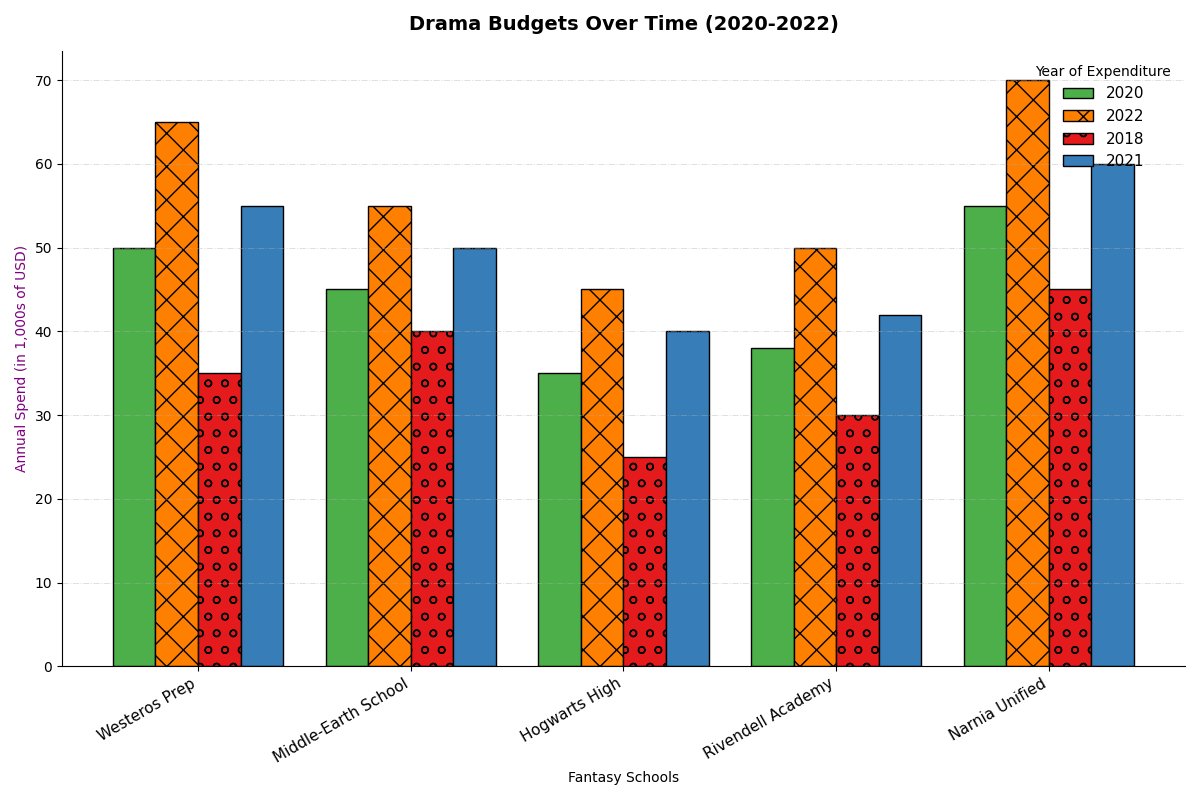 Drama Budgets Over Time (2020-2022)
Year of Expenditure
2020
2022
2018
2021
Annual Spend (in 1,000s of USD)
70
60
50
40
30
20
10
0
Westeros Prep
Middle-Earth School
Hogwarts High
Rivendell Academy
Narnia Unified
Fantasy Schools